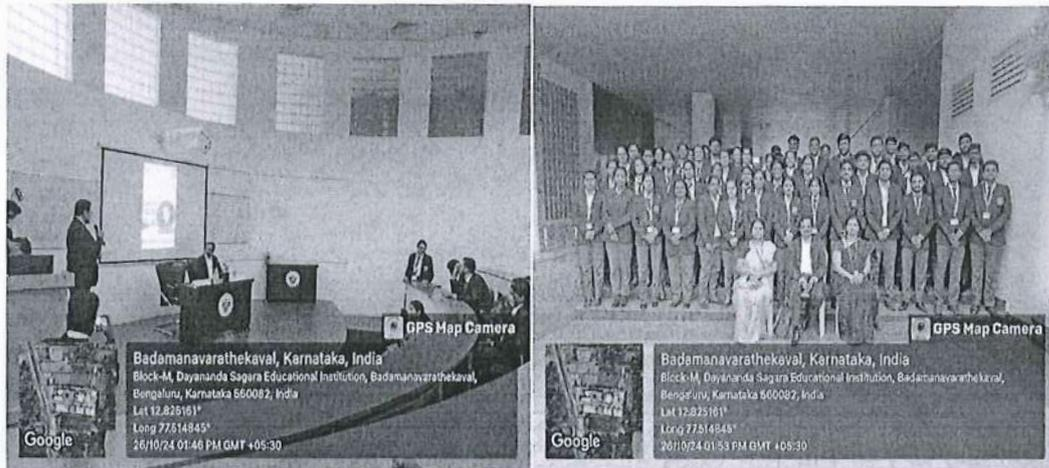 GPS Map Camera
Badamanavarathekaval, Karnataka, India
Block-M, Dayananda Sagara Educational Institution, Badamanavarathekaval,
Bengaluru, Karnataka 560082, India
Lat 12.825161°
Long 77.514845°
26/10/24 01:46 PM GMT +05:30
Google
GPS Map Camera
Badamanavarathekaval, Karnataka, India
Block-M, Dayananda Sagara Educational Institution, Badamanavarathekaval,
Bengaluru, Karnataka 560082, India
Lat 12.825161°
Long 77.514845°
26/10/24 01:53 PM GMT +05:30
Google